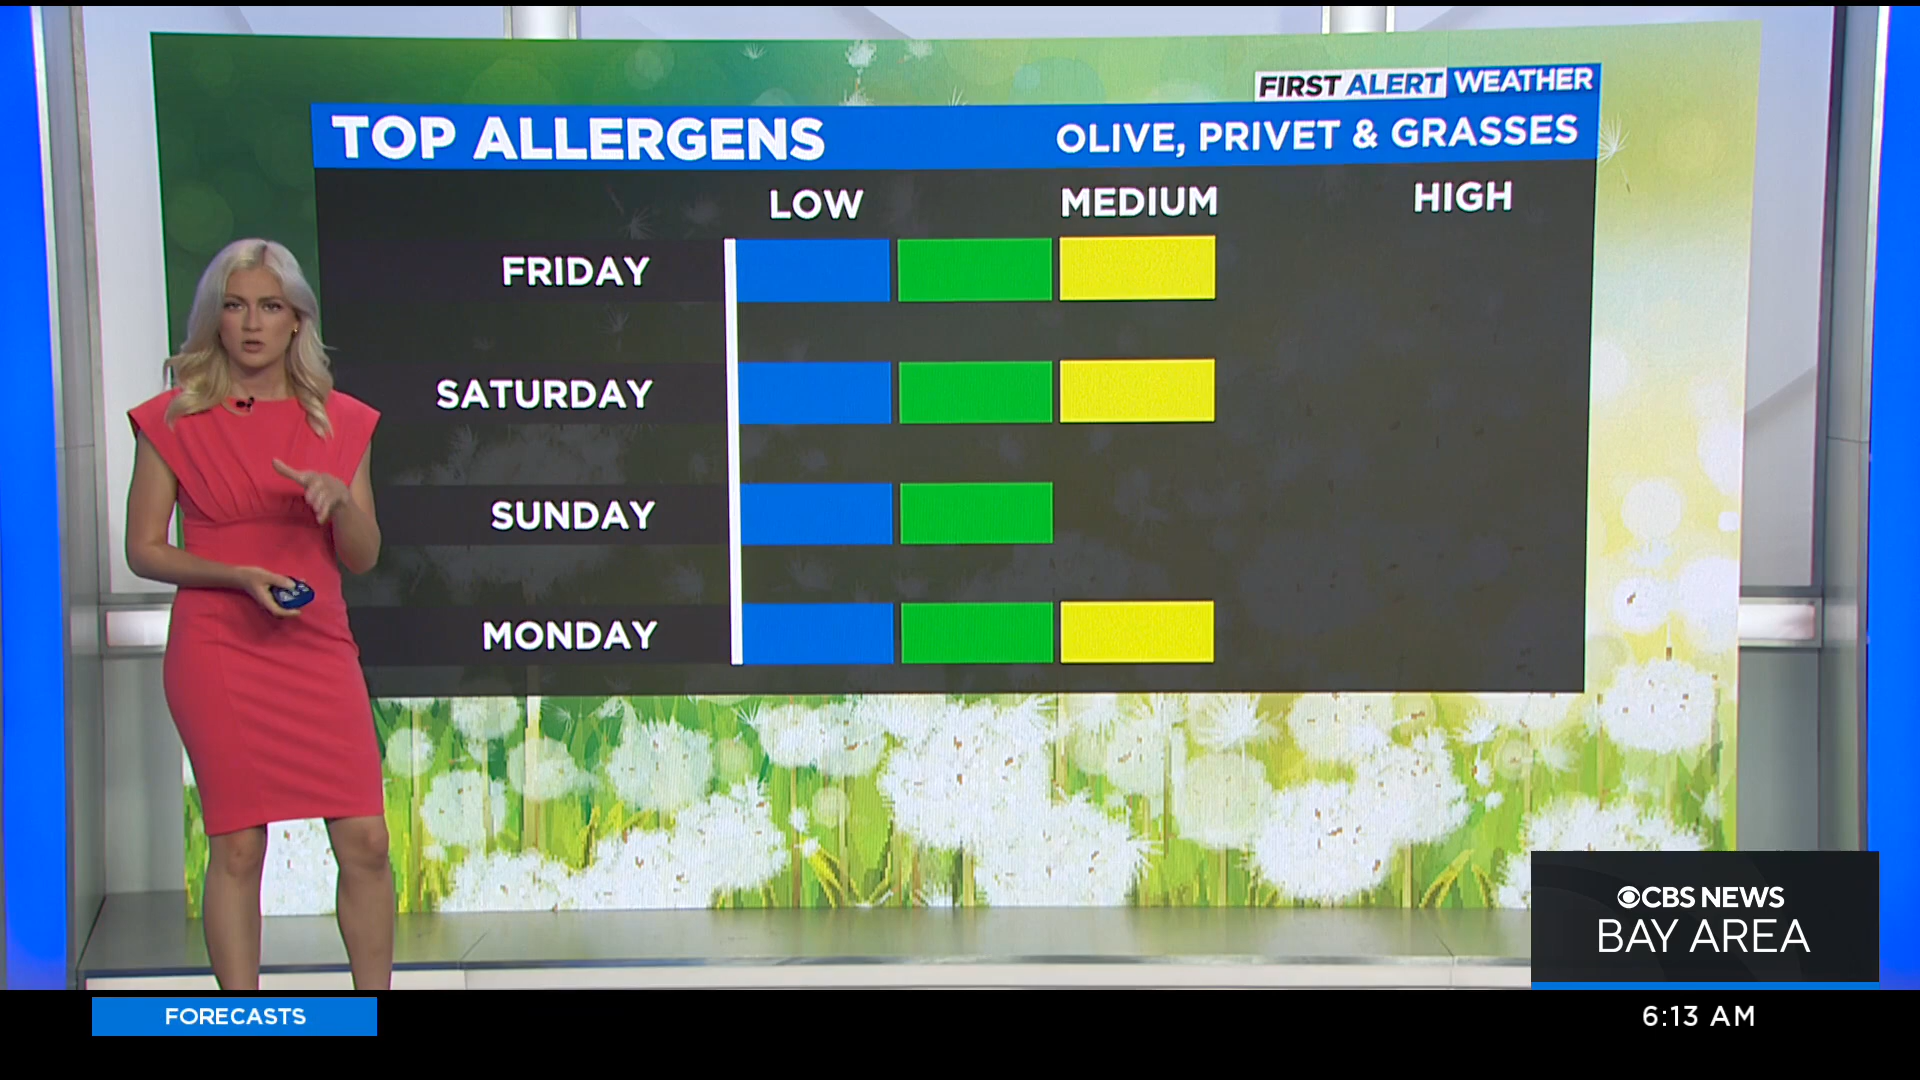 FIRST ALERT WEATHER
TOP ALLERGENS
OLIVE, PRIVET & GRASSES
LOW MEDIUM HIGH
FRIDAY
SATURDAY
SUNDAY
MONDAY
CBS NEWS
BAY AREA
FORECASTS
6:13 AM